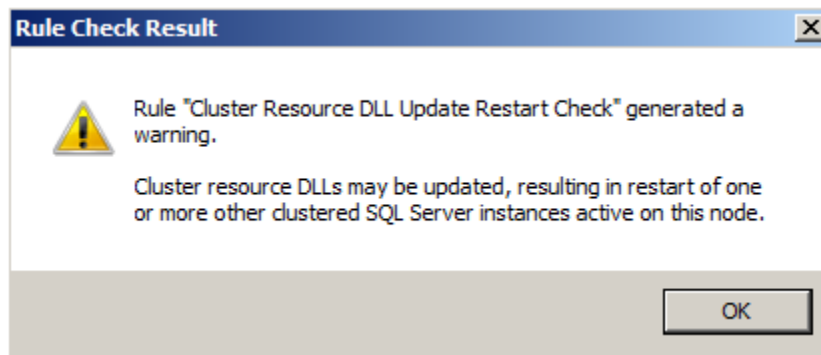 Rule Check Result
Rule "Cluster Resource DLL Update Restart Check" generated a
warning.
Cluster resource DLLs may be updated, resulting in restart of one
or more other clustered SQL Server instances active on this node.
OK